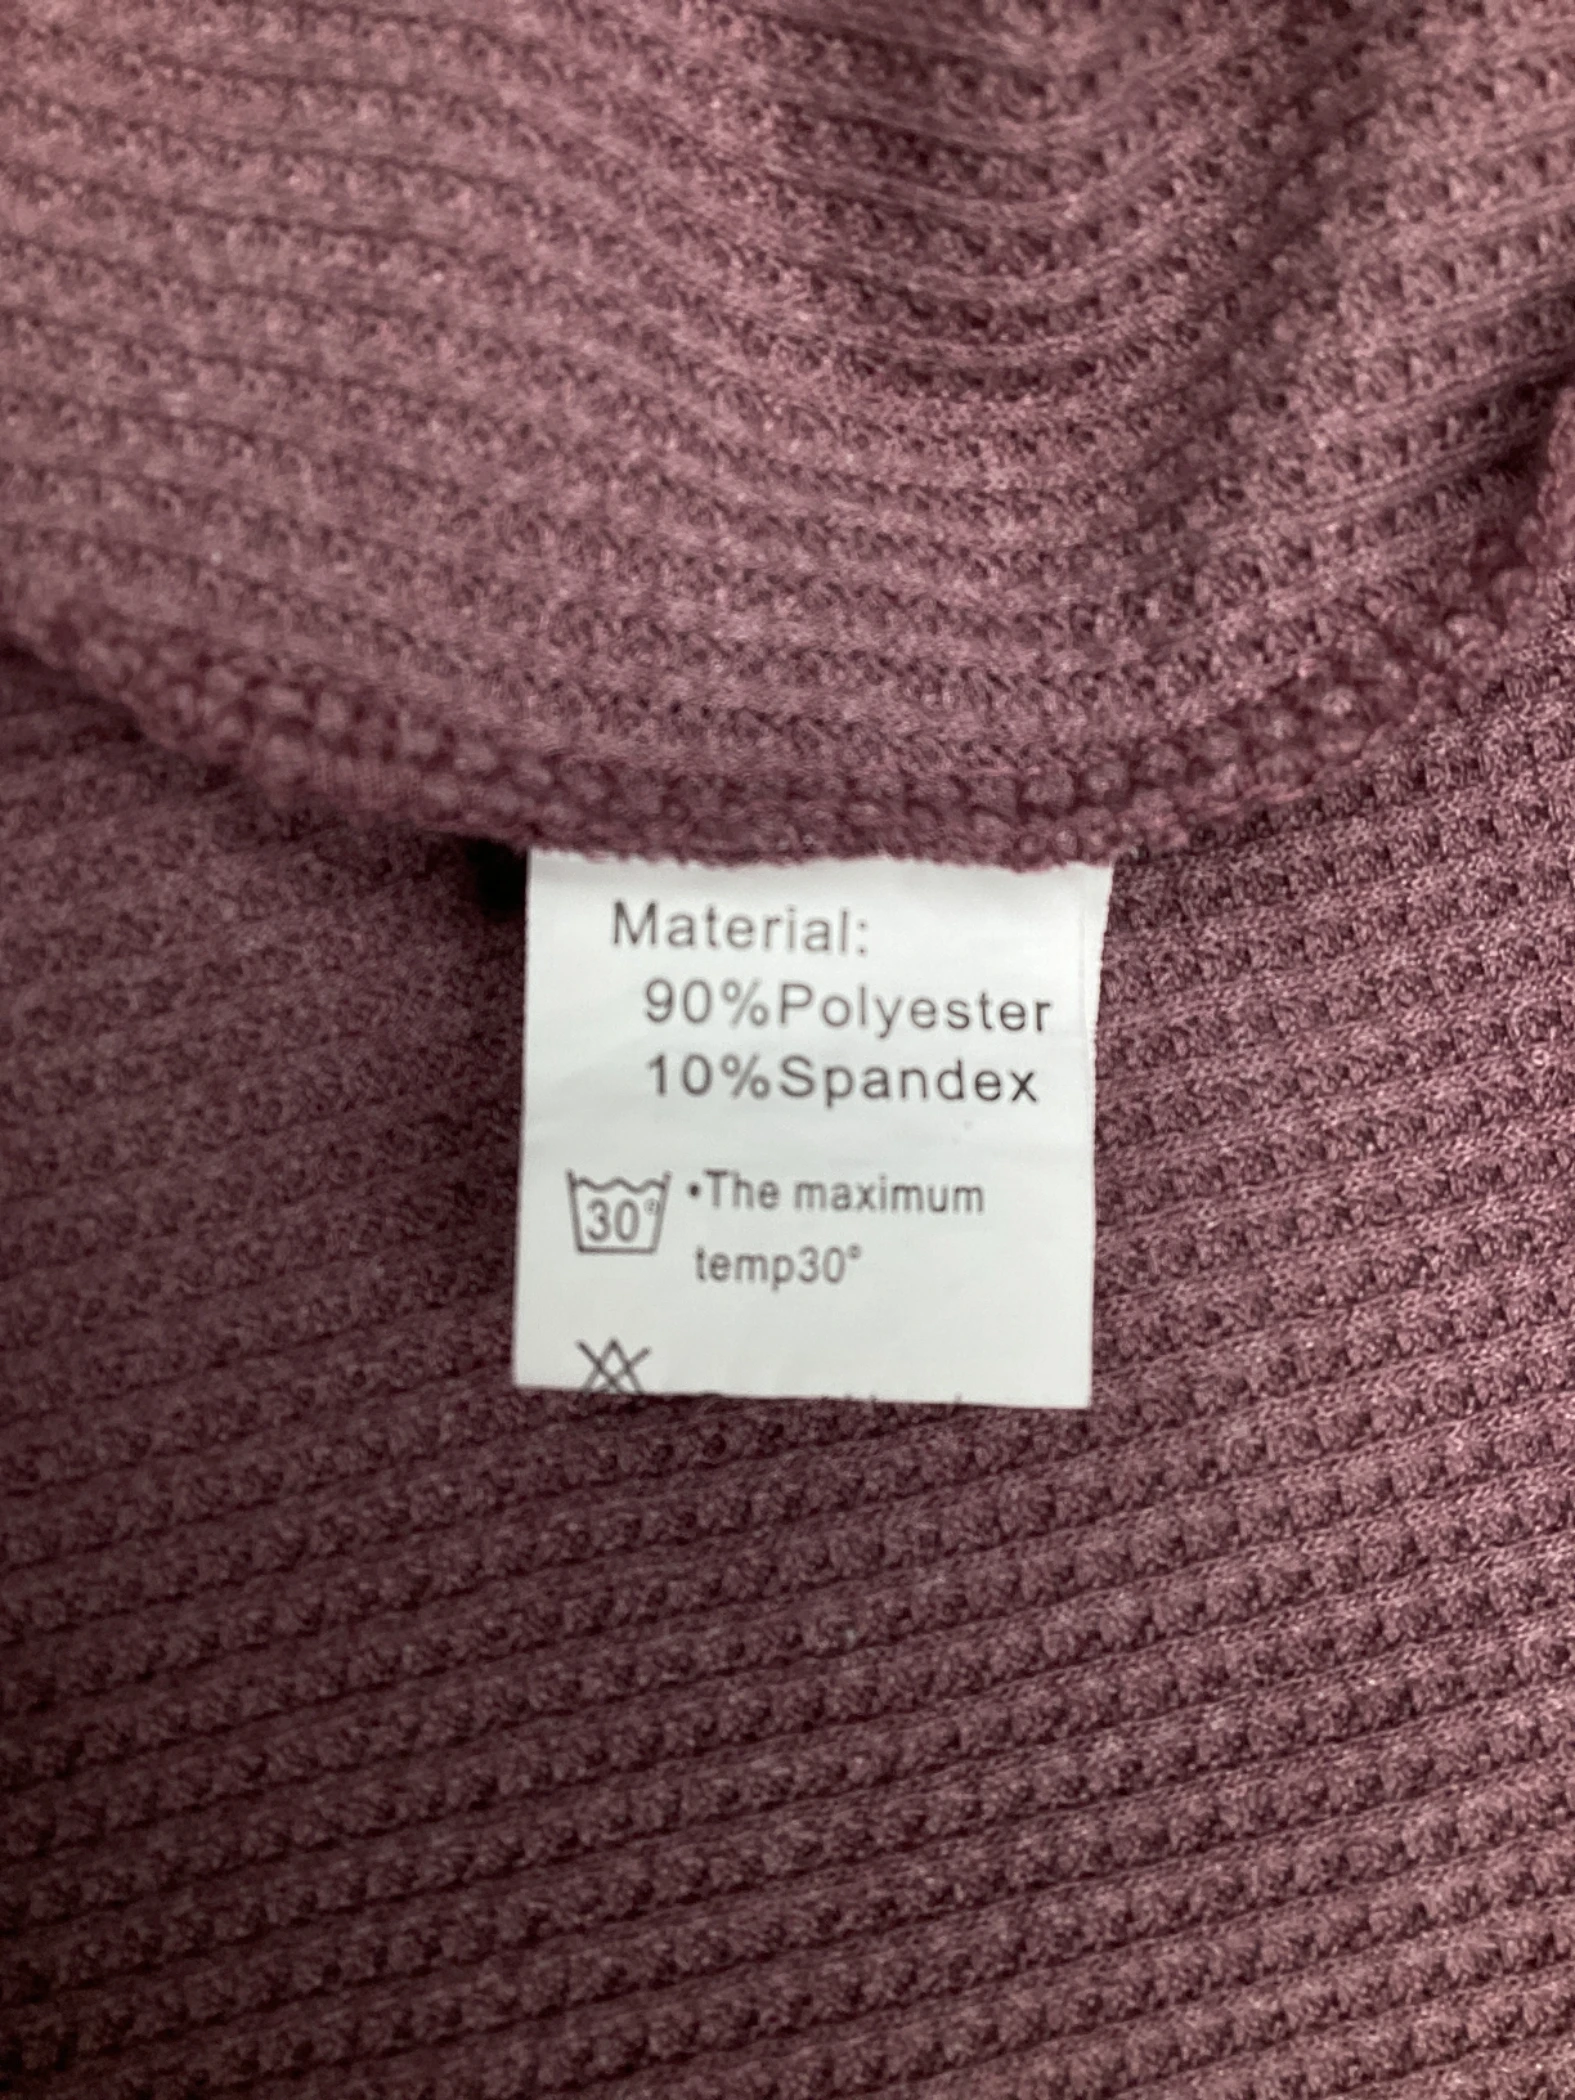 Material:
90%Polyester
10%Spandex
30° •The maximum
temp30°